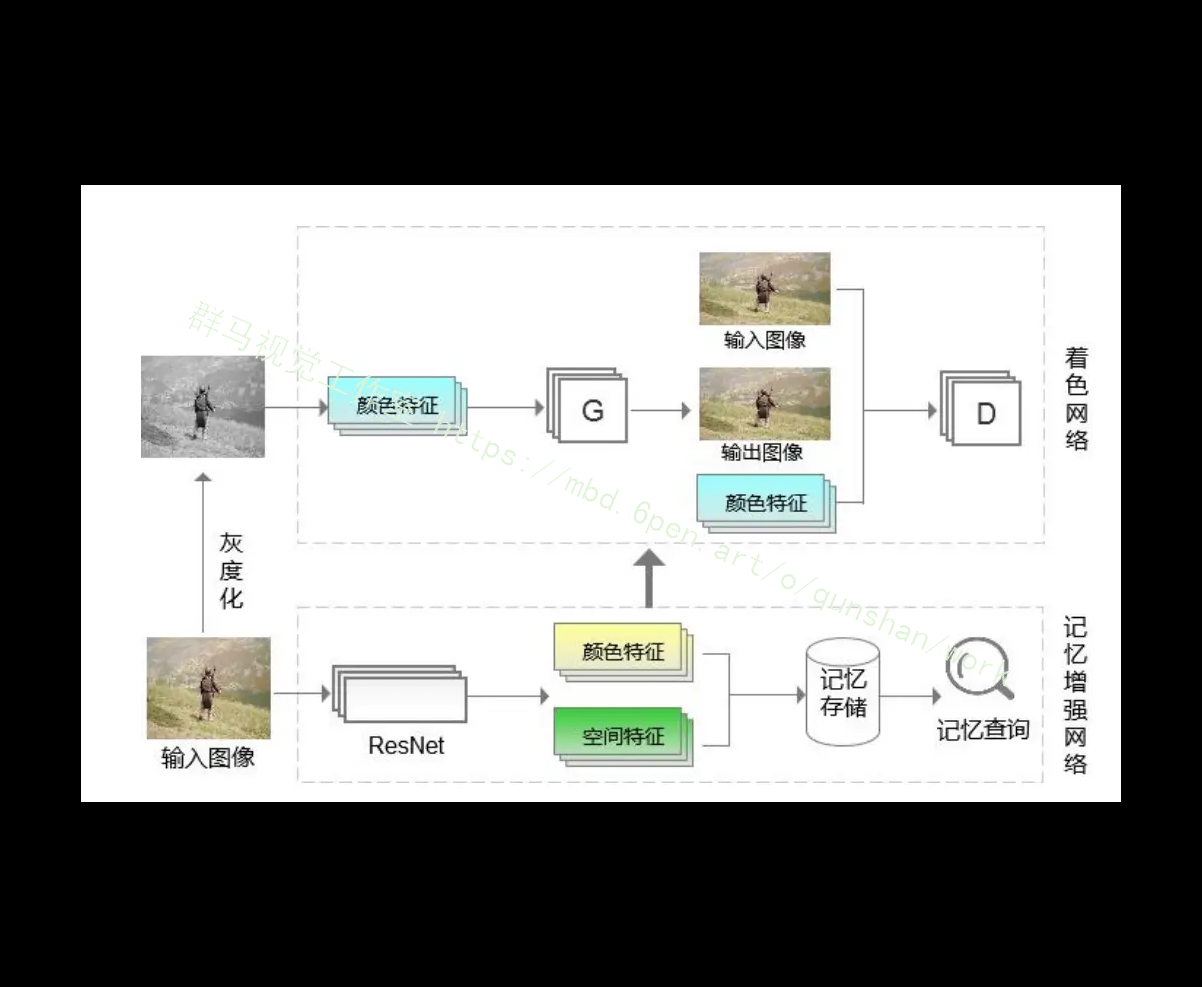 输入图像
着色网络
颜色特征
G
D
输出图像
颜色特征
灰度化
群马视觉工作室 https://mbd.6pen.art/o/qunshan/work
颜色特征
记忆增强网络
记忆存储
空间特征
记忆查询
ResNet
输入图像